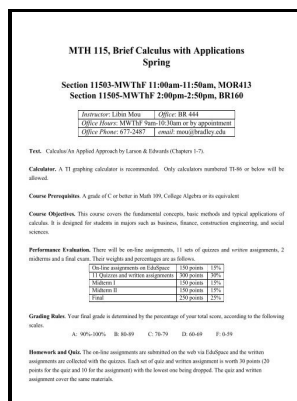 MTH 115, Brief Calculus with Applications
Spring
Section 11503-MWThF 11:00am-11:50am, MOR413
Section 11505-MWThF 2:00pm-2:50pm, BR160
Instructor: Libin Mou Office: BR 444
Office Hours: MWThF 9am-10:30am or by appointment
Office Phone: 677-2487 email: mou@bradley.edu
Text. Calculus/An Applied Approach by Larson & Edwards (Chapters 1-7).
Calculator. A TI graphing calculator is recommended. Only calculators numbered TI-86 or below will be
allowed.
Course Prerequisites. A grade of C or better in Math 109, College Algebra or its equivalent
Course Objectives. This course covers the fundamental concepts, basic methods and typical applications of
calculus. It is designed for students in majors such as business, finance, construction engineering, and social
sciences.
Performance Evaluation. There will be on-line assignments, 11 sets of quizzes and written assignments, 2
midterms and a final exam. Their weights and percentages are as follows.
On-line assignments on EduSpace 150 points 15%
11 Quizzes and written assignments 300 points 30%
Midterm I 150 points 15%
Midterm II 150 points 15%
Final 250 points 25%
Grading Rules. Your final grade is determined by the percentage of your total score, according to the following
scales.
A: 90%-100% B: 80-89 C: 70-79 D: 60-69 F: 0-59
Homework and Quiz. The on-line assignments are submitted on the web via EduSpace and the written
assignments are collected with the quizzes. Each set of quiz and written assignment is worth 30 points (20
points for the quiz and 10 for the assignment) with the lowest one being dropped. The quiz and written
assignment cover the same materials.